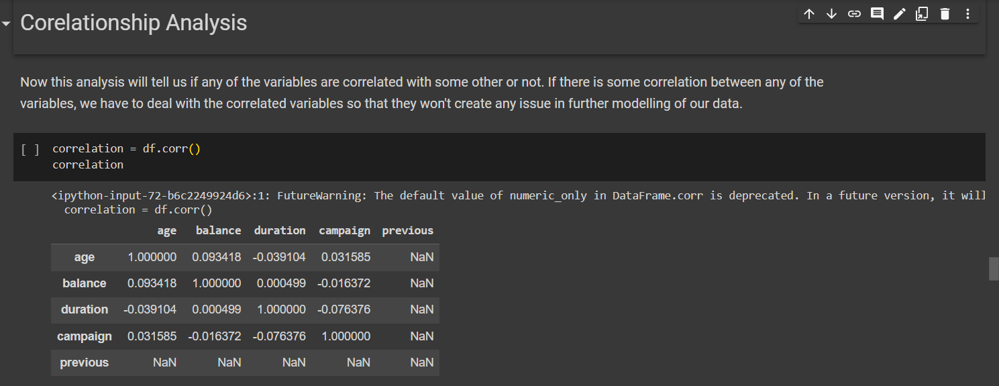 Corelationship Analysis
Now this analysis will tell us if any of the variables are correlated with some other or not. If there is some correlation between any of the
variables, we have to deal with the correlated variables so that they won't create any issue in further modelling of our data.
[ ] correlation = df.corr()
correlation
<ipython-input-72-b6c2249924d6>:1: FutureWarning: The default value of numeric_only in DataFrame.corr is deprecated. In a future version, it will
correlation = df.corr()
age balance duration campaign previous
age 1.000000 0.093418 -0.039104 0.031585 NaN
balance 0.093418 1.000000 0.000499 -0.016372 NaN
duration -0.039104 0.000499 1.000000 -0.076376 NaN
campaign 0.031585 -0.016372 -0.076376 1.000000 NaN
previous NaN NaN NaN NaN NaN